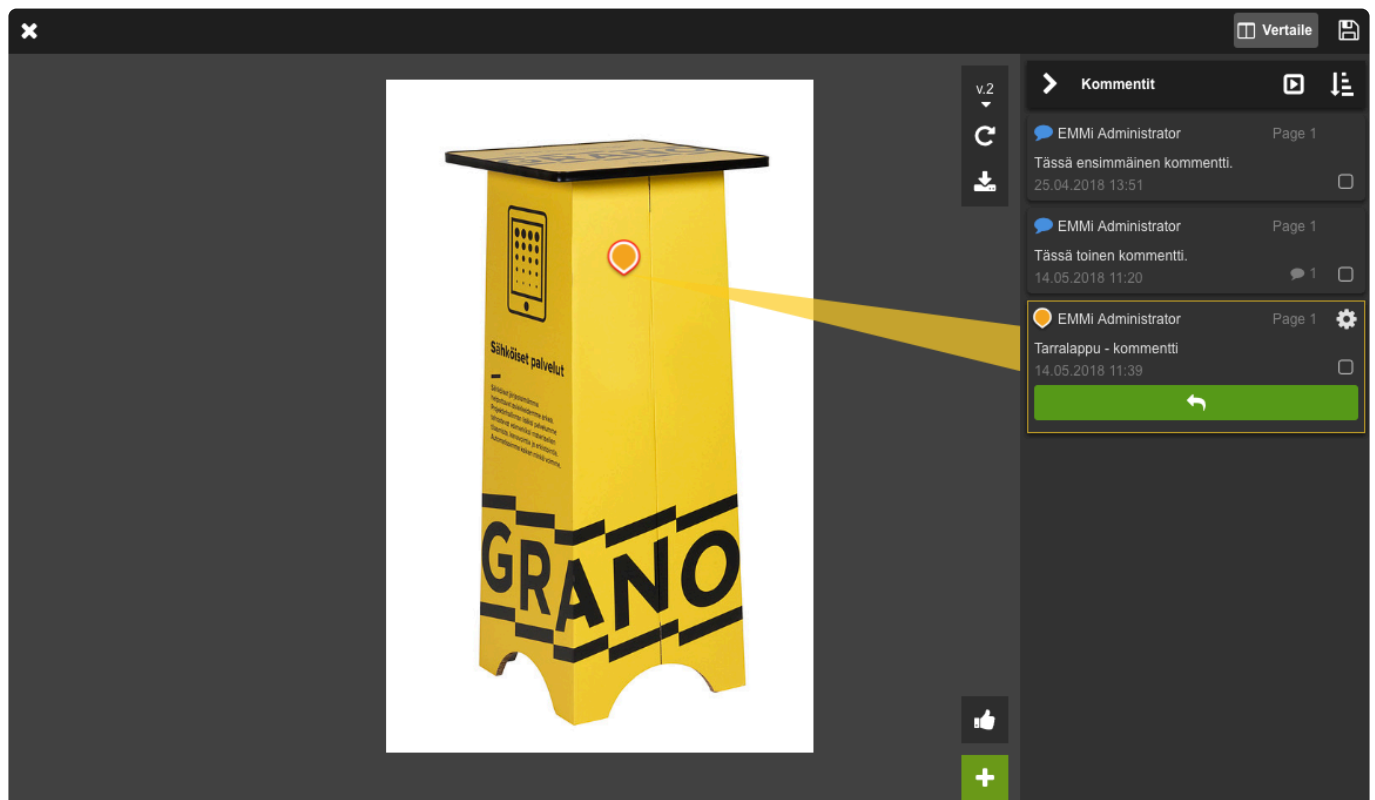 Vertaile
v.2
Kommentit
EMMi Administrator Page 1
Tässä ensimmäinen kommentti.
25.04.2018 13:51
EMMi Administrator Page 1
Tässä toinen kommentti.
14.05.2018 11:20 1
EMMi Administrator Page 1
Tarralappu - kommentti
14.05.2018 11:39
GRANO
Sähköiset palvelut
GRANO